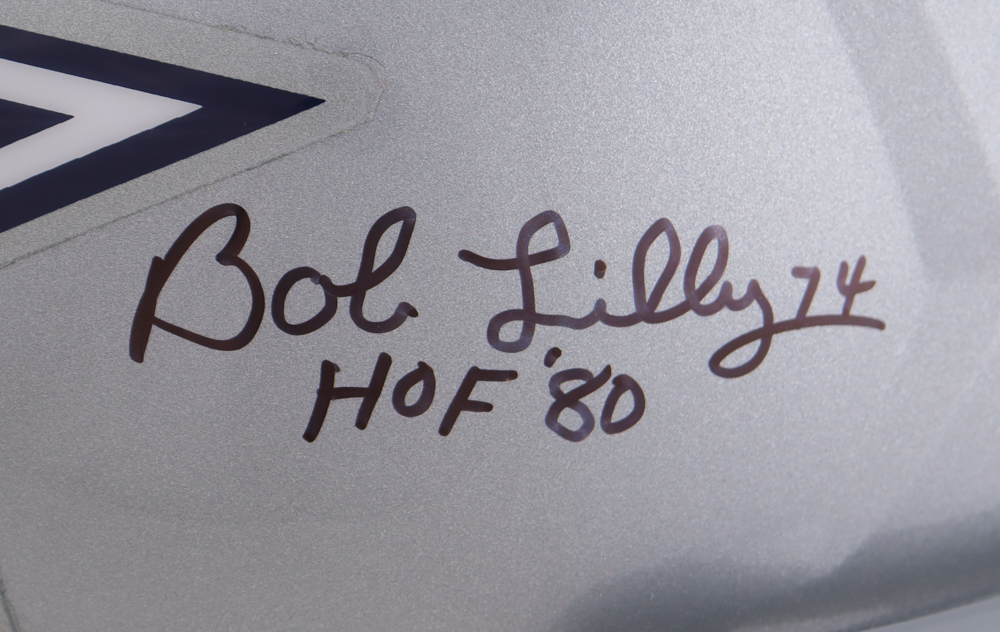 Bob Lilly 74
HOF '80